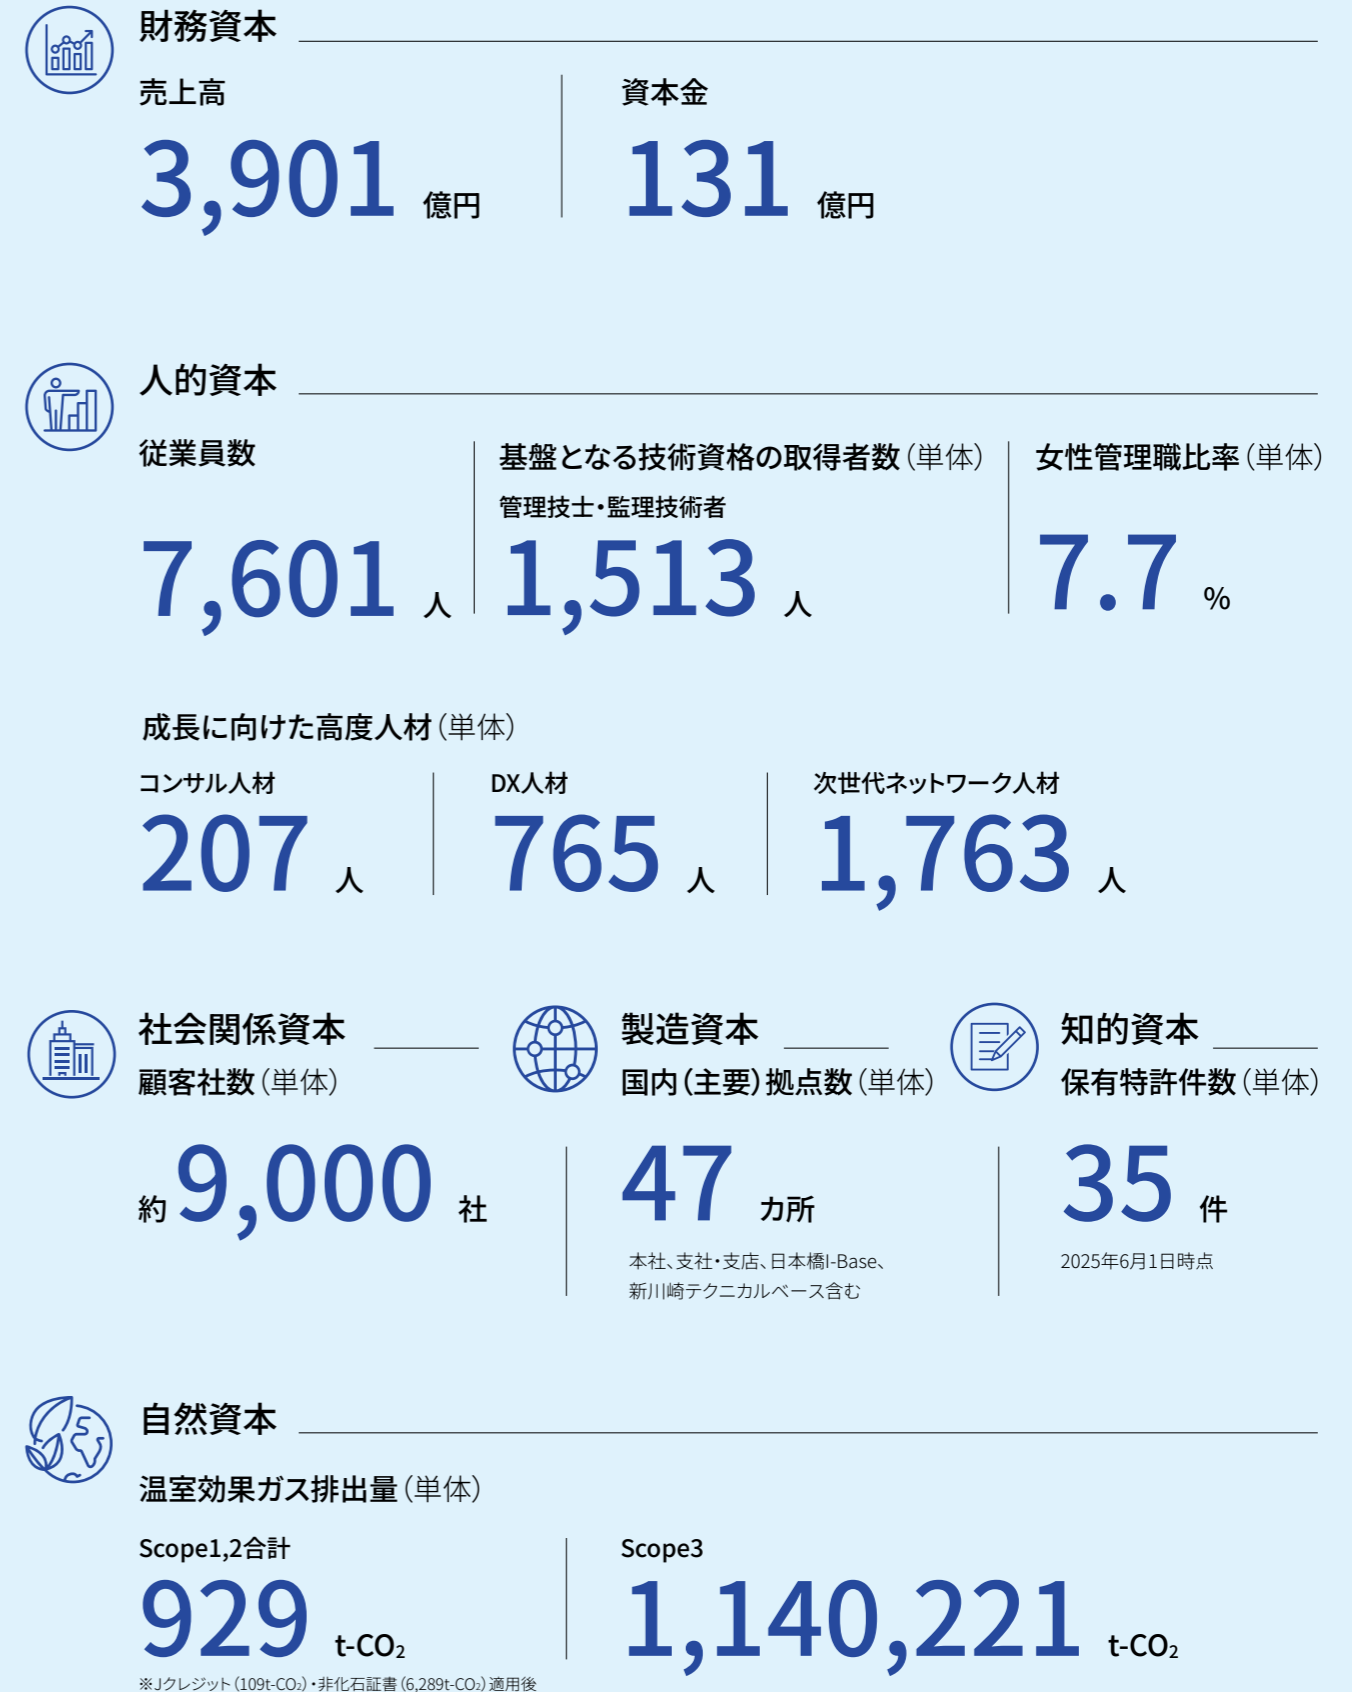 財務資本
売上高
3,901 億円
資本金
131 億円
人的資本
従業員数
7,601 人
基盤となる技術資格の取得者数（単体）
管理技士・監理技術者
1,513 人
女性管理職比率（単体）
7.7 %
成長に向けた高度人材（単体）
コンサル人材
207 人
DX人材
765 人
次世代ネットワーク人材
1,763 人
社会関係資本
顧客社数（単体）
約9,000 社
製造資本
国内（主要）拠点数（単体）
47 カ所
本社、支社・支店、日本橋I-Base、
新川崎テクニカルベース含む
知的資本
保有特許件数（単体）
35 件
2025年6月1日時点
自然資本
温室効果ガス排出量（単体）
Scope1,2合計
929 t-CO₂
※Jクレジット（109t-CO₂）・非化石証書（6,289t-CO₂）適用後
Scope3
1,140,221 t-CO₂